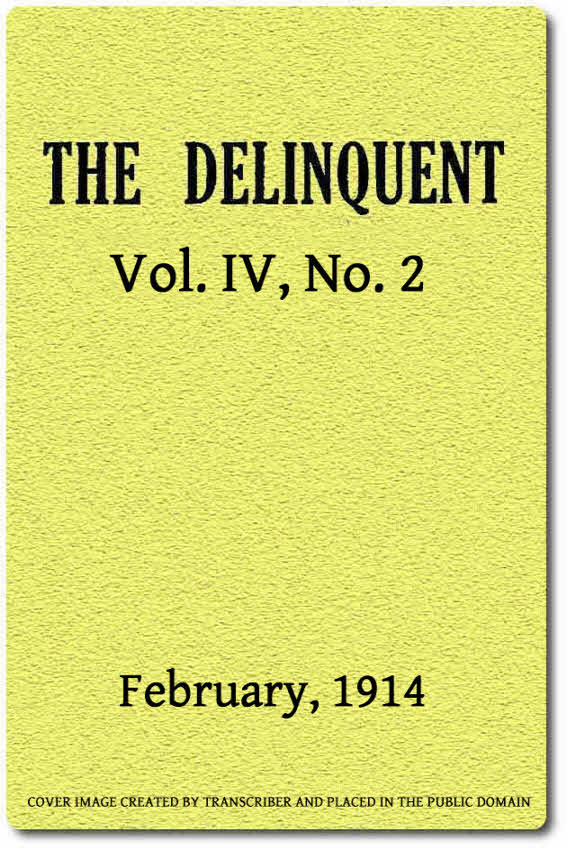 THE DELINQUENT
Vol. IV, No. 2
February, 1914
COVER IMAGE CREATED BY TRANSCRIBER AND PLACED IN THE PUBLIC DOMAIN